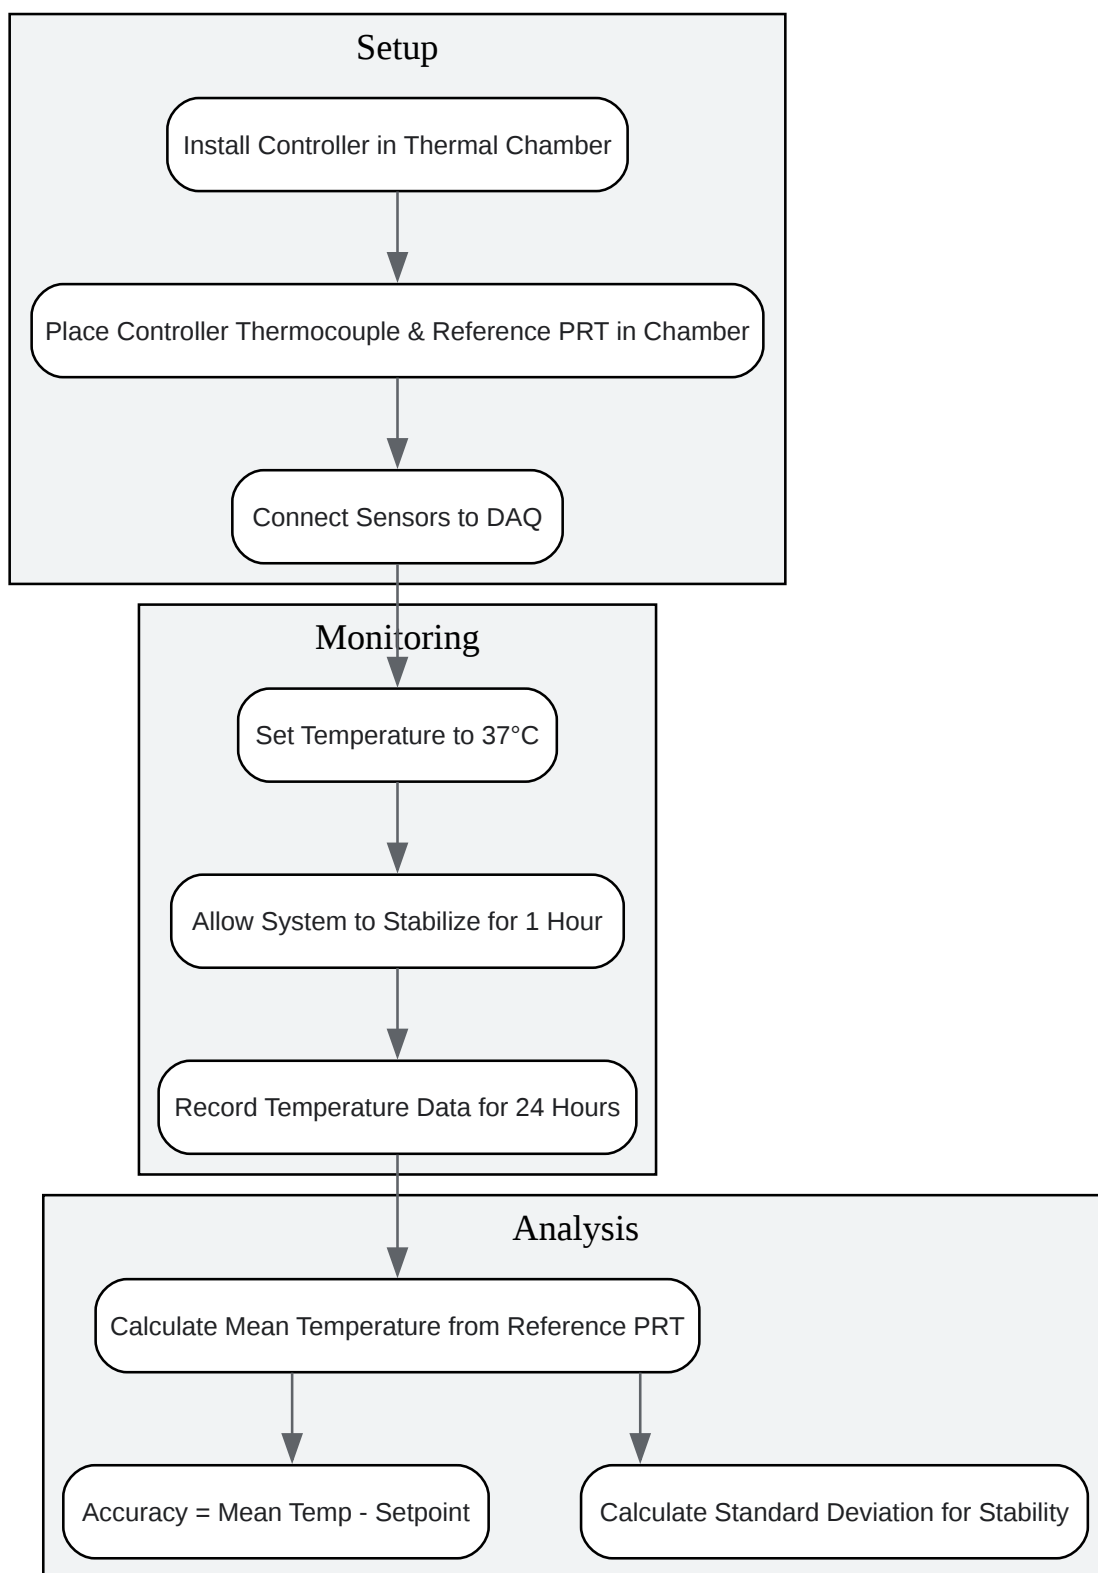 Setup
Install Controller in Thermal Chamber
Place Controller Thermocouple & Reference PRT in Chamber
Connect Sensors to DAQ
Monitoring
Set Temperature to 37°C
Allow System to Stabilize for 1 Hour
Record Temperature Data for 24 Hours
Analysis
Calculate Mean Temperature from Reference PRT
Accuracy = Mean Temp - Setpoint
Calculate Standard Deviation for Stability